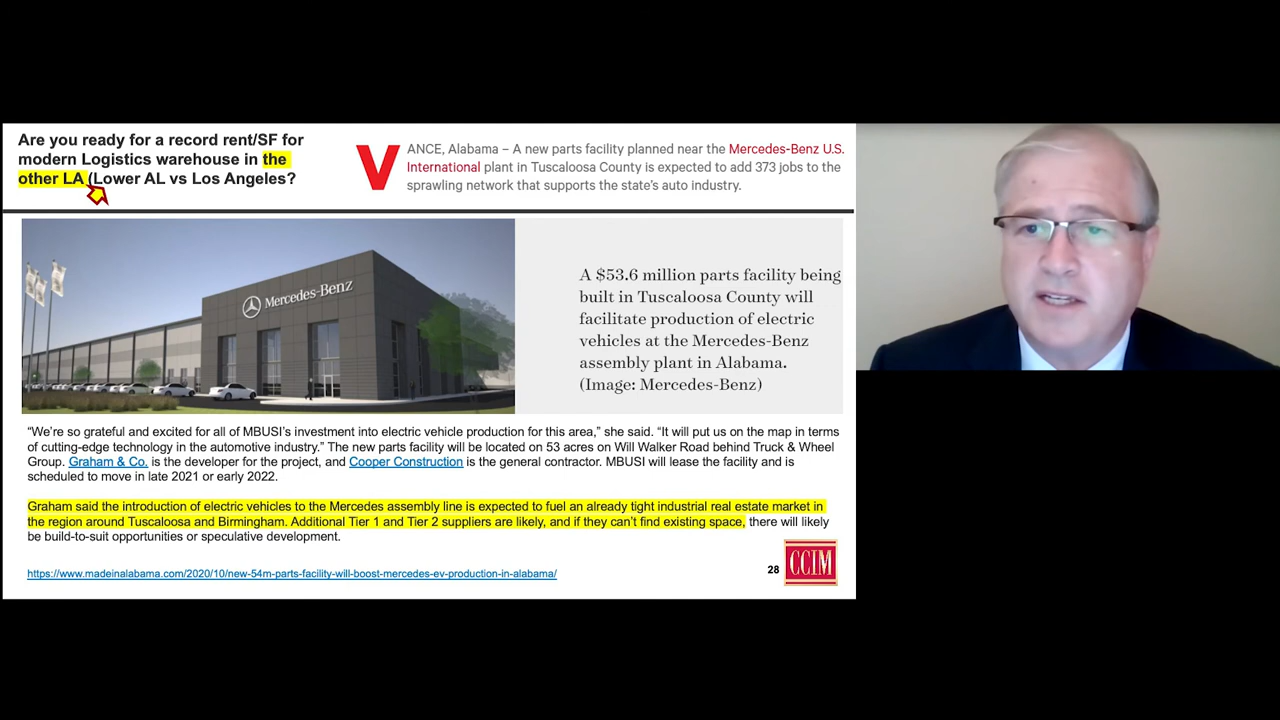 Are you ready for a record rent/SF for
modern Logistics warehouse in the
other LA (Lower AL vs Los Angeles?
VANCE, Alabama – A new parts facility planned near the Mercedes-Benz U.S.
International plant in Tuscaloosa County is expected to add 373 jobs to the
sprawling network that supports the state's auto industry.
Mercedes-Benz
A $53.6 million parts facility being
built in Tuscaloosa County will
facilitate production of electric
vehicles at the Mercedes-Benz
assembly plant in Alabama.
(Image: Mercedes-Benz)
“We're so grateful and excited for all of MBUSI's investment into electric vehicle production for this area,” she said. “It will put us on the map in terms
of cutting-edge technology in the automotive industry.” The new parts facility will be located on 53 acres on Will Walker Road behind Truck & Wheel
Group. Graham & Co. is the developer for the project, and Cooper Construction is the general contractor. MBUSI will lease the facility and is
scheduled to move in late 2021 or early 2022.
Graham said the introduction of electric vehicles to the Mercedes assembly line is expected to fuel an already tight industrial real estate market in
the region around Tuscaloosa and Birmingham. Additional Tier 1 and Tier 2 suppliers are likely, and if they can't find existing space, there will likely
be build-to-suit opportunities or speculative development.
https://www.madeinalabama.com/2020/10/new-54m-parts-facility-will-boost-mercedes-ev-production-in-alabama/
28
CCIM